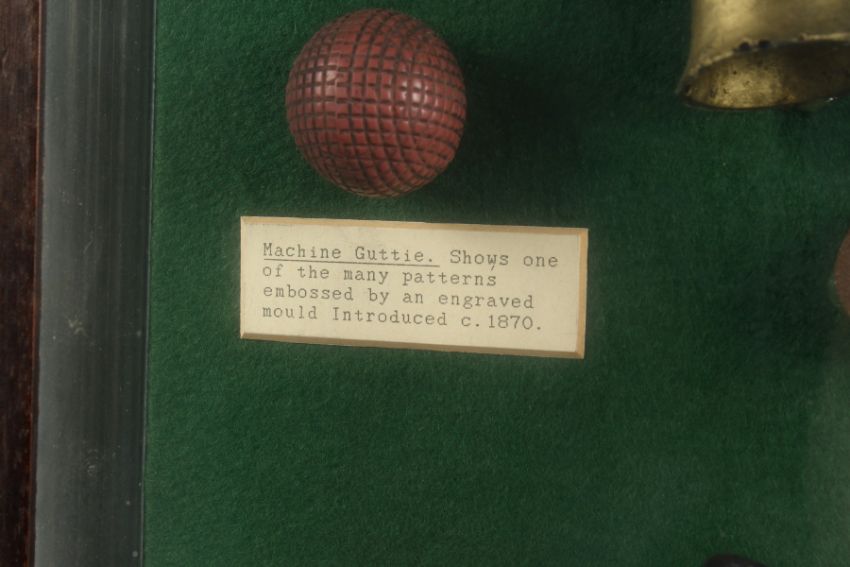 Machine Guttie. Shows one
of the many patterns
embossed by an engraved
mould Introduced c.1870.